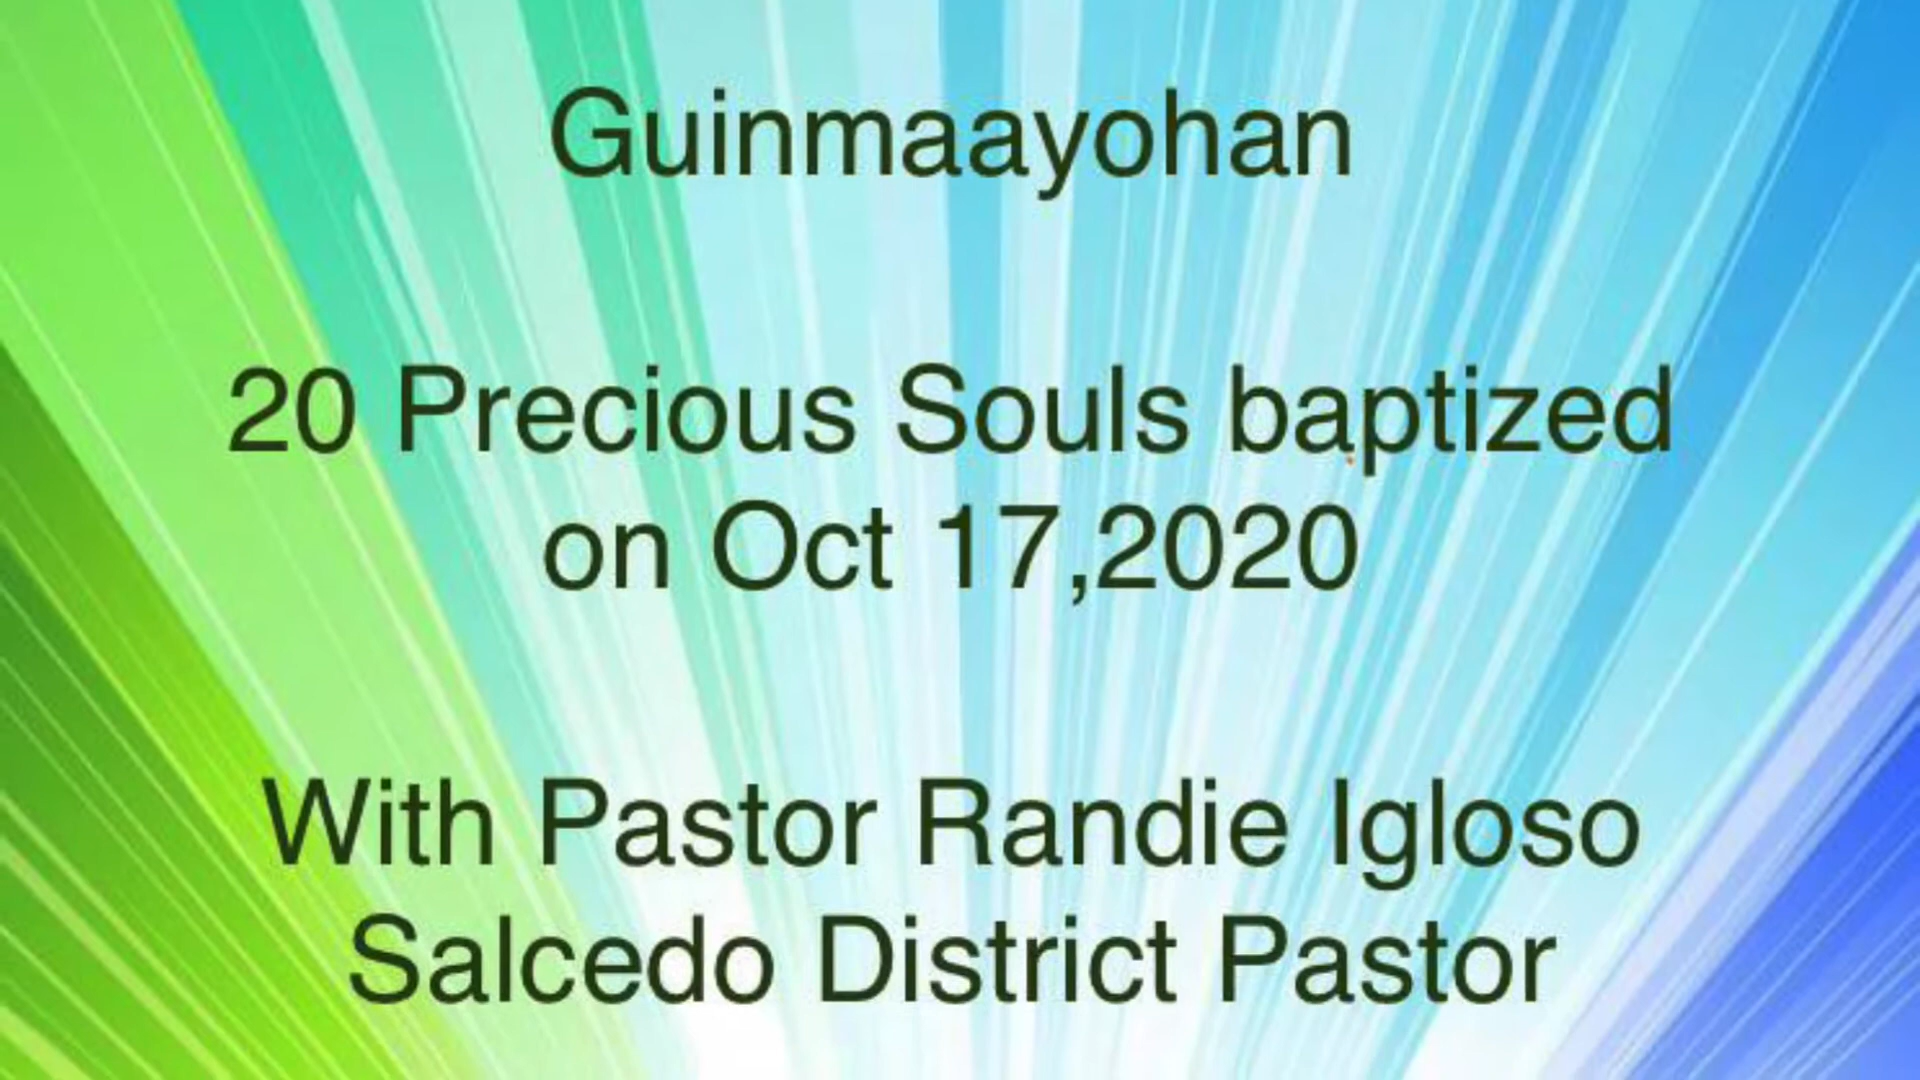 Guinmaayohan
20 Precious Souls baptized
on Oct 17,2020
With Pastor Randie Igloso
Salcedo District Pastor